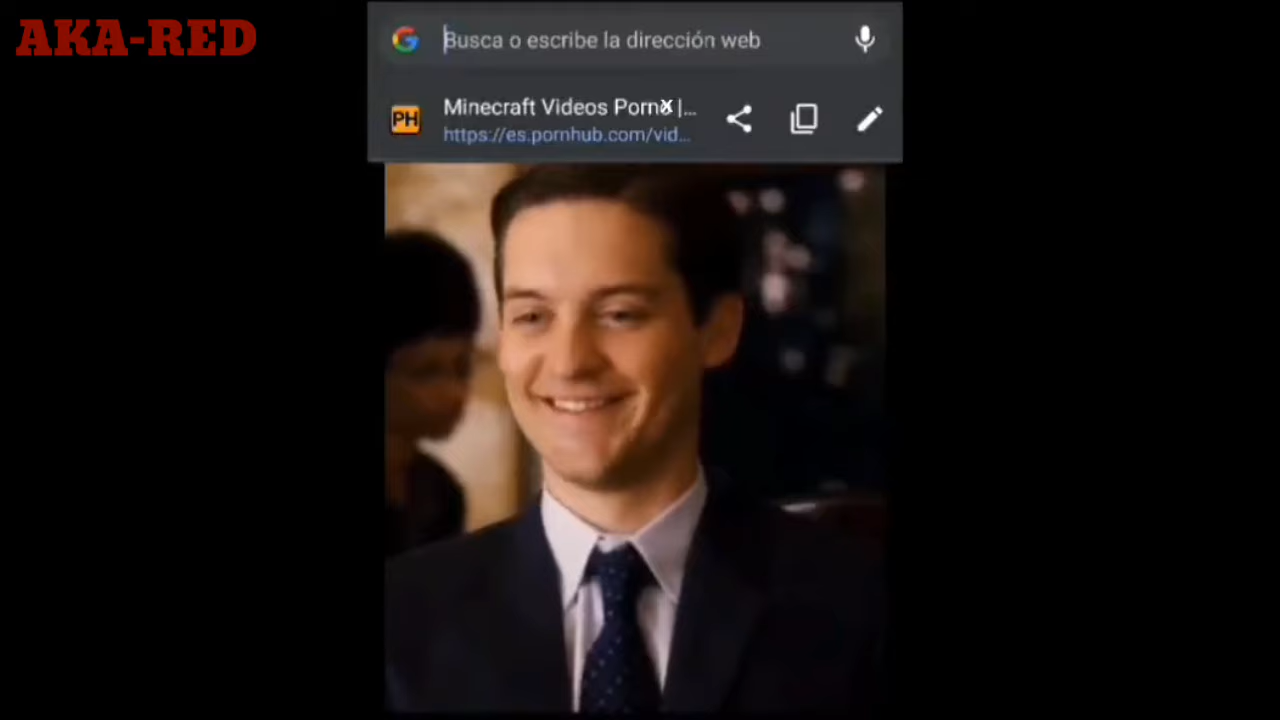 AKA-RED
Busca o escribe la dirección web
PH
Minecraft Videos Porno |...
https://es.pornhub.com/vid...